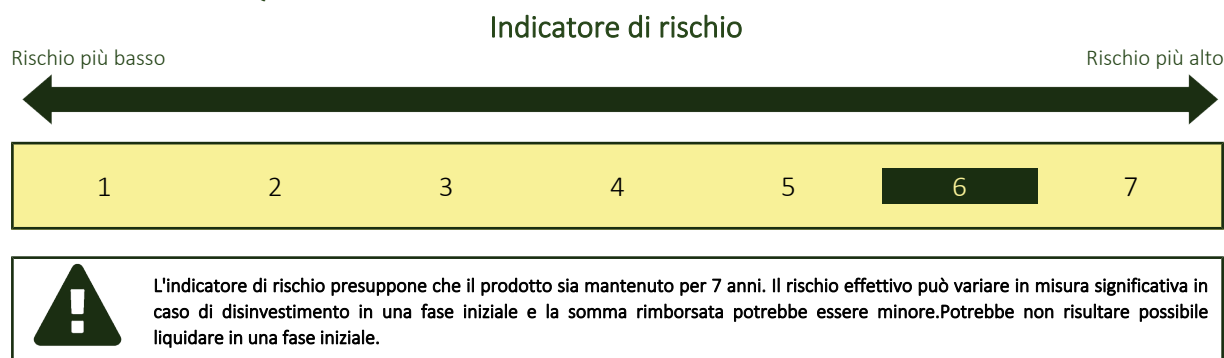 Indicatore di rischio
Rischio più basso Rischio più alto
1 2 3 4 5 6 7
L'indicatore di rischio presuppone che il prodotto sia mantenuto per 7 anni. Il rischio effettivo può variare in misura significativa in
caso di disinvestimento in una fase iniziale e la somma rimborsata potrebbe essere minore.Potrebbe non risultare possibile
liquidare in una fase iniziale.